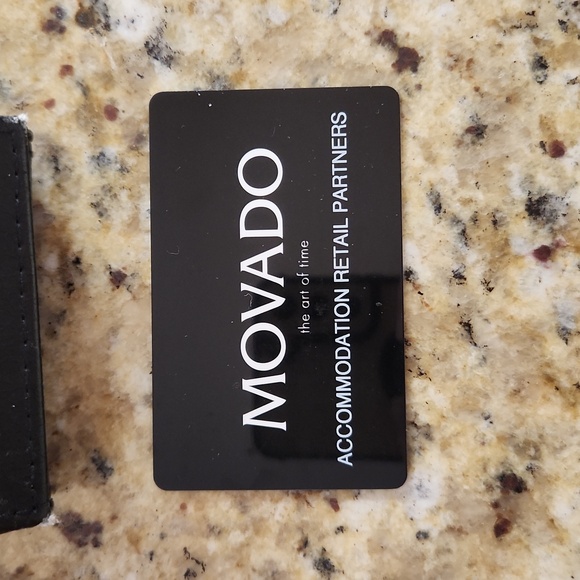 MOVADO
the art of time
ACCOMMODATION RETAIL PARTNERS